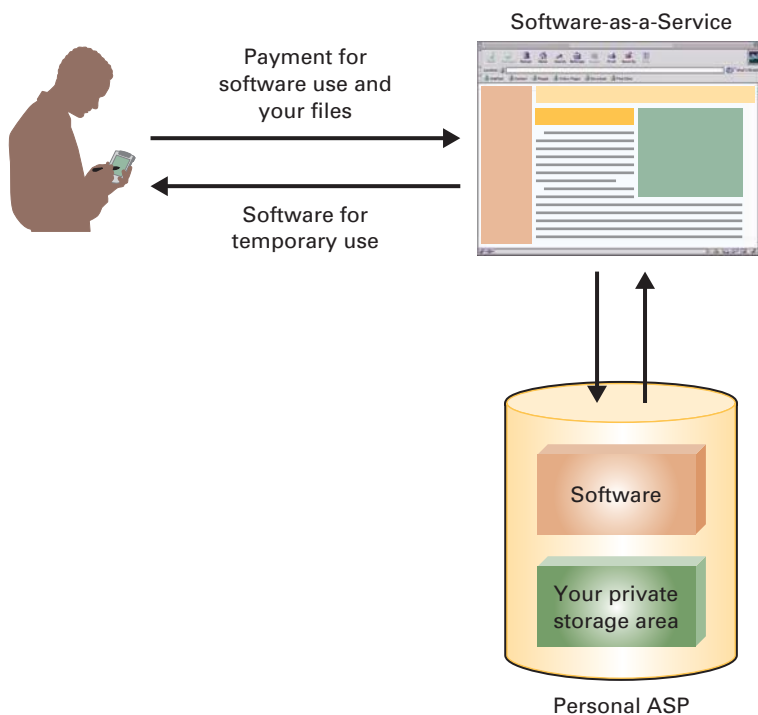 Software-as-a-Service
Payment for
software use and
your files
Software for
temporary use
Software
Your private
storage area
Personal ASP